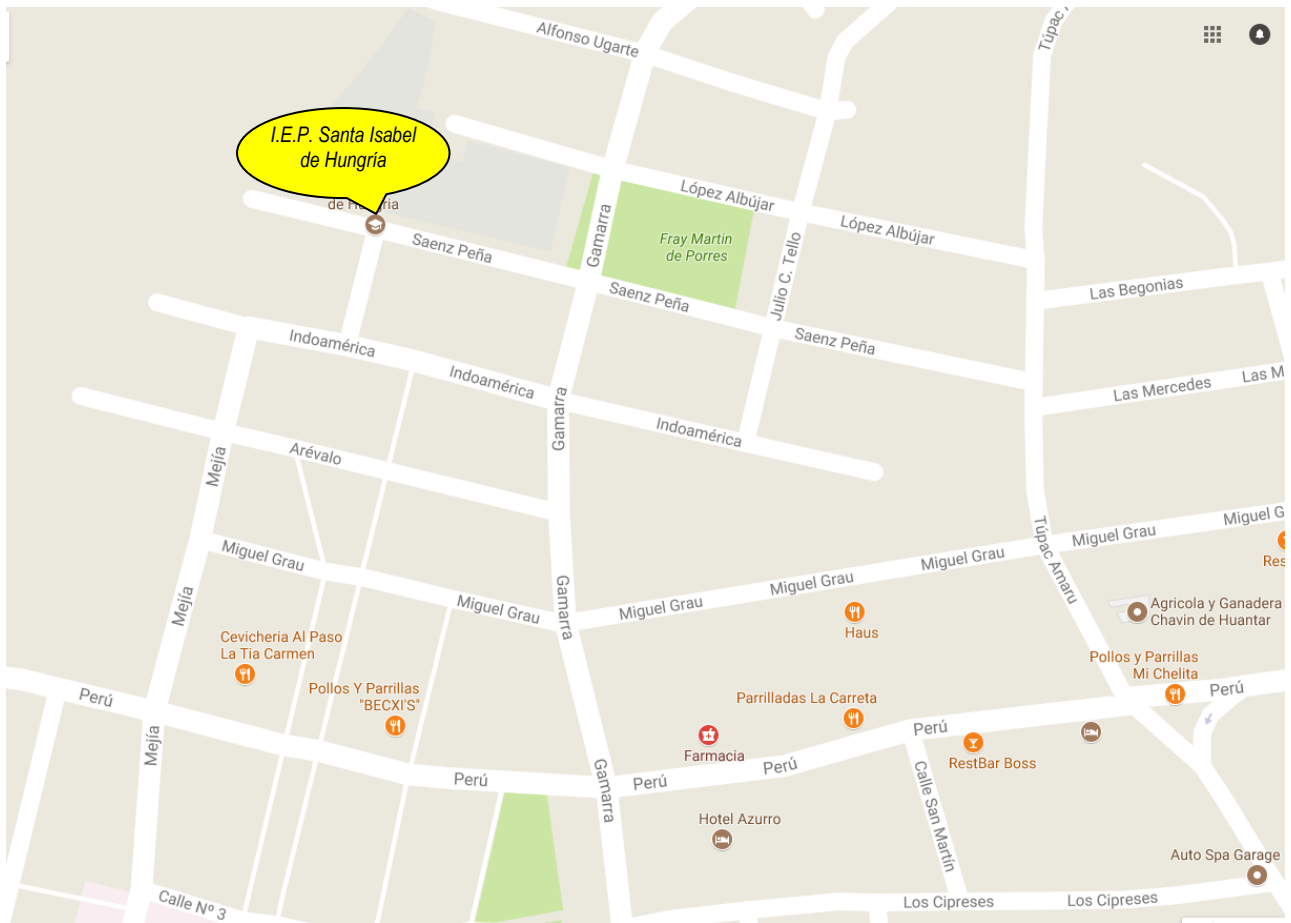 Alfonso Ugarte
Túpac
I.E.P. Santa Isabel
de Hungría
de Hungria
López Albújar
López Albújar
Gamarra
Fray Martin
de Porres
Julio C. Tello
Saenz Peña
Saenz Peña
Saenz Peña
Las Begonias
Indoamérica
Indoamérica
Indoamérica
Las Mercedes
Las M
Gamarra
Mejía
Arévalo
Miguel Grau
Miguel Grau
Miguel Grau
Miguel Grau
Miguel Grau
Miguel Grau
Miguel G
Res
Túpac Amaru
Gamarra
Mejía
Haus
Agricola y Ganadera
Chavin de Huantar
Cevicheria Al Paso
La Tia Carmen
Pollos Y Parrillas
"BECXI'S"
Parrilladas La Carreta
Pollos y Parrillas
Mi Chelita
Perú
Perú
Perú
Perú
Perú
Perú
Farmacia
RestBar Boss
Mejía
Gamarra
Calle San Martín
Hotel Azurro
Auto Spa Garage
Calle Nº 3
Los Cipreses
Los Cipreses